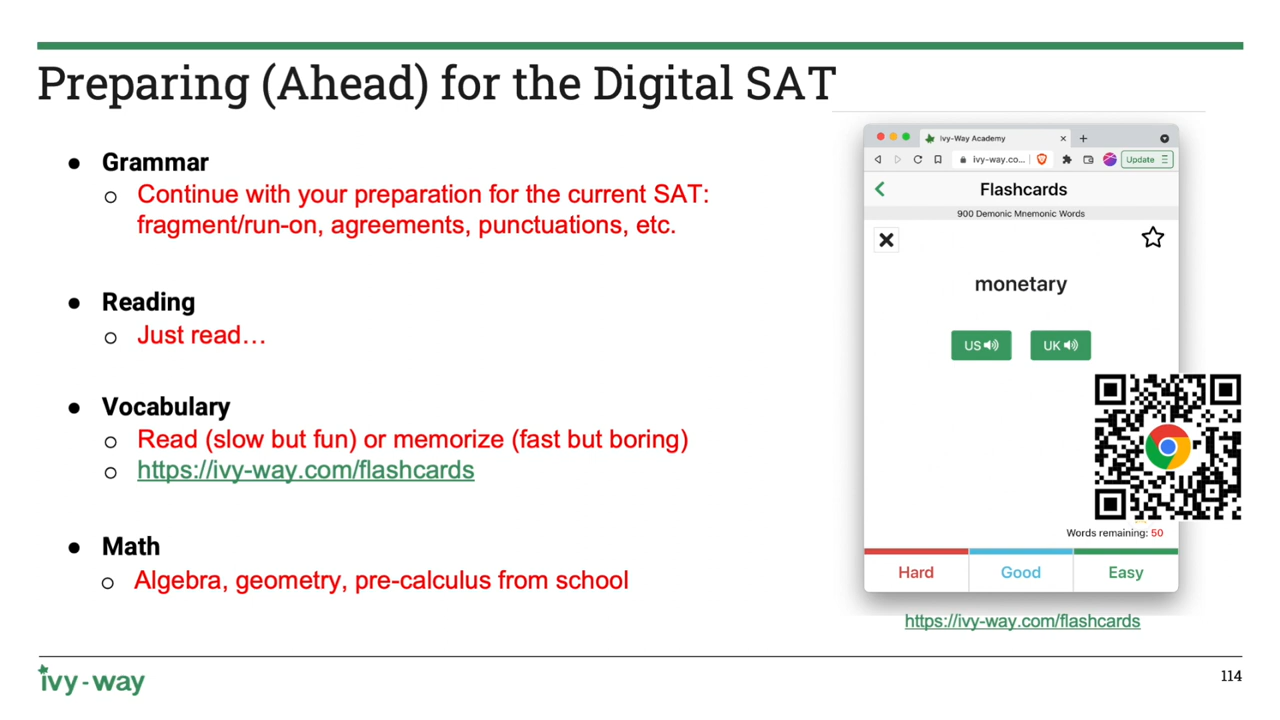 Preparing (Ahead) for the Digital SAT
● Grammar
○ Continue with your preparation for the current SAT:
fragment/run-on, agreements, punctuations, etc.
● Reading
○ Just read…
● Vocabulary
○ Read (slow but fun) or memorize (fast but boring)
○ https://ivy-way.com/flashcards
● Math
○ Algebra, geometry, pre-calculus from school
Ivy-Way Academy
ivy-way.co...
Update
Flashcards
900 Demonic Mnemonic Words
monetary
US
UK
Words remaining: 50
Hard
Good
Easy
https://ivy-way.com/flashcards
ivy-way
114